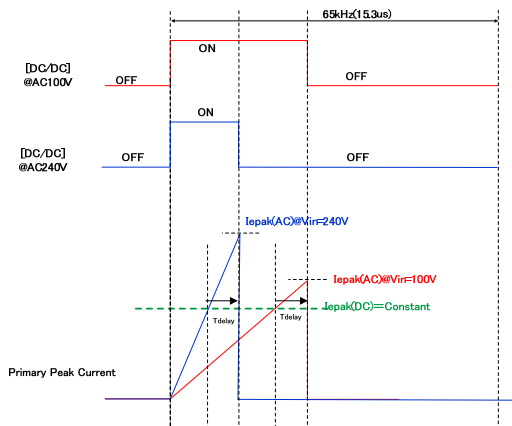 65kHz(15.3us)
ON
[DC/DC]
@AC100V
OFF
OFF
ON
[DC/DC]
@AC240V
OFF
OFF
Iepak(AC)@Vin=240V
Iepak(AC)@Vin=100V
Iepak(DC)=Constant
Tdelay
Tdelay
Primary Peak Current